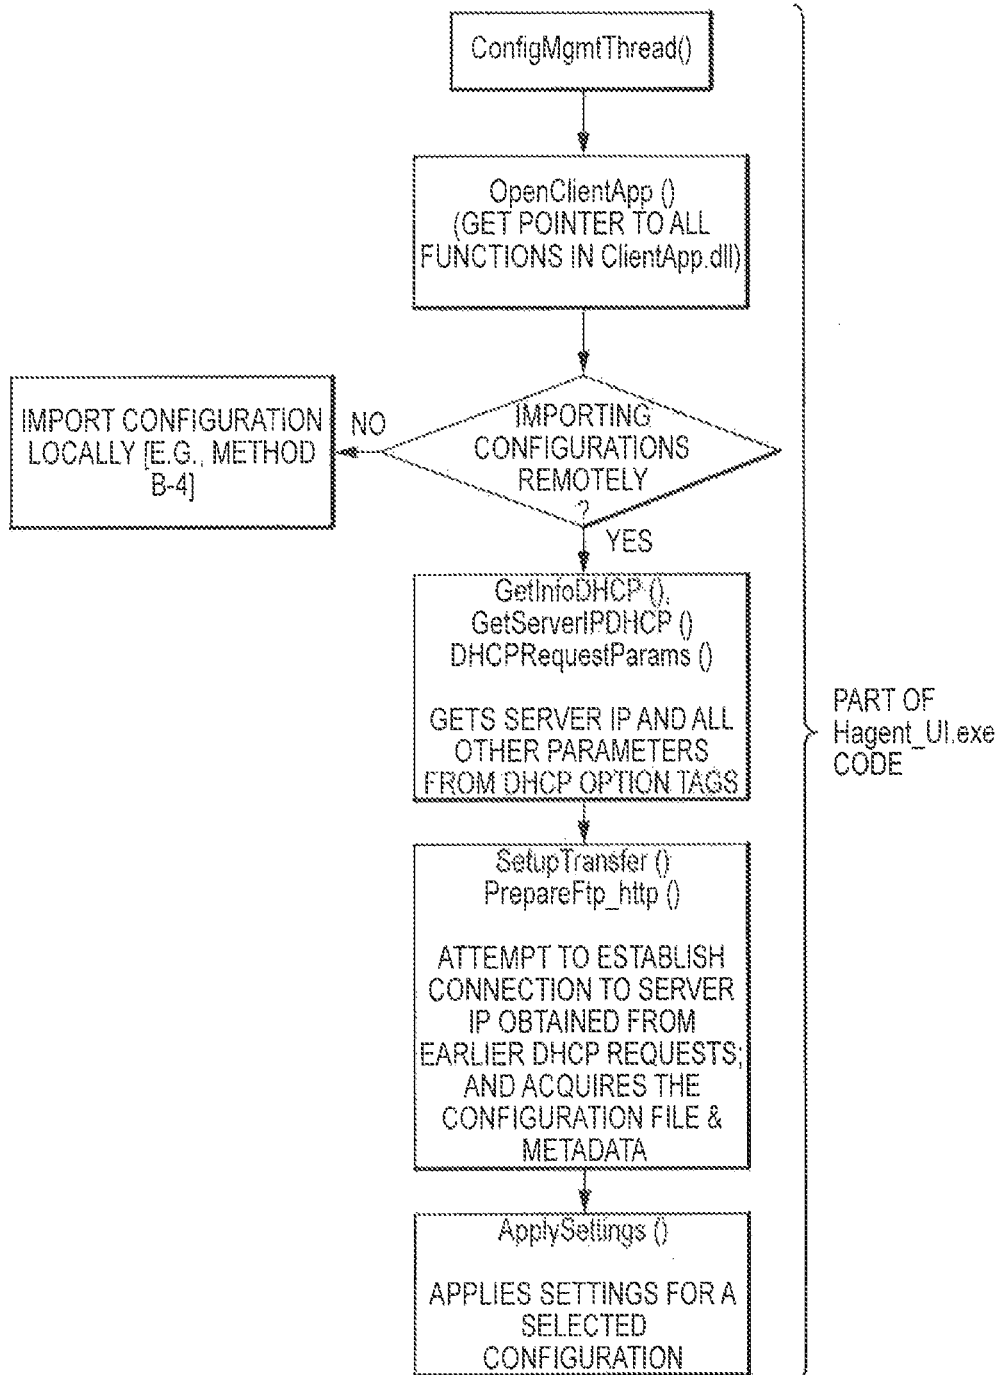 ConfigMgmtThread()
OpenClientApp ()
(GET POINTER TO ALL
FUNCTIONS IN ClientApp.dll)
IMPORTING
CONFIGURATIONS
REMOTELY
?
NO
IMPORT CONFIGURATION
LOCALLY [E.G., METHOD
B-4]
YES
GetInfoDHCP (),
GetServerIPDHCP ()
DHCPRequestParams ()
GETS SERVER IP AND ALL
OTHER PARAMETERS
FROM DHCP OPTION TAGS
SetupTransfer ()
PrepareFtp_http ()
ATTEMPT TO ESTABLISH
CONNECTION TO SERVER
IP OBTAINED FROM
EARLIER DHCP REQUESTS;
AND ACQUIRES THE
CONFIGURATION FILE &
METADATA
ApplySettings ()
APPLIES SETTINGS FOR A
SELECTED
CONFIGURATION
PART OF
Hagent_UI.exe
CODE